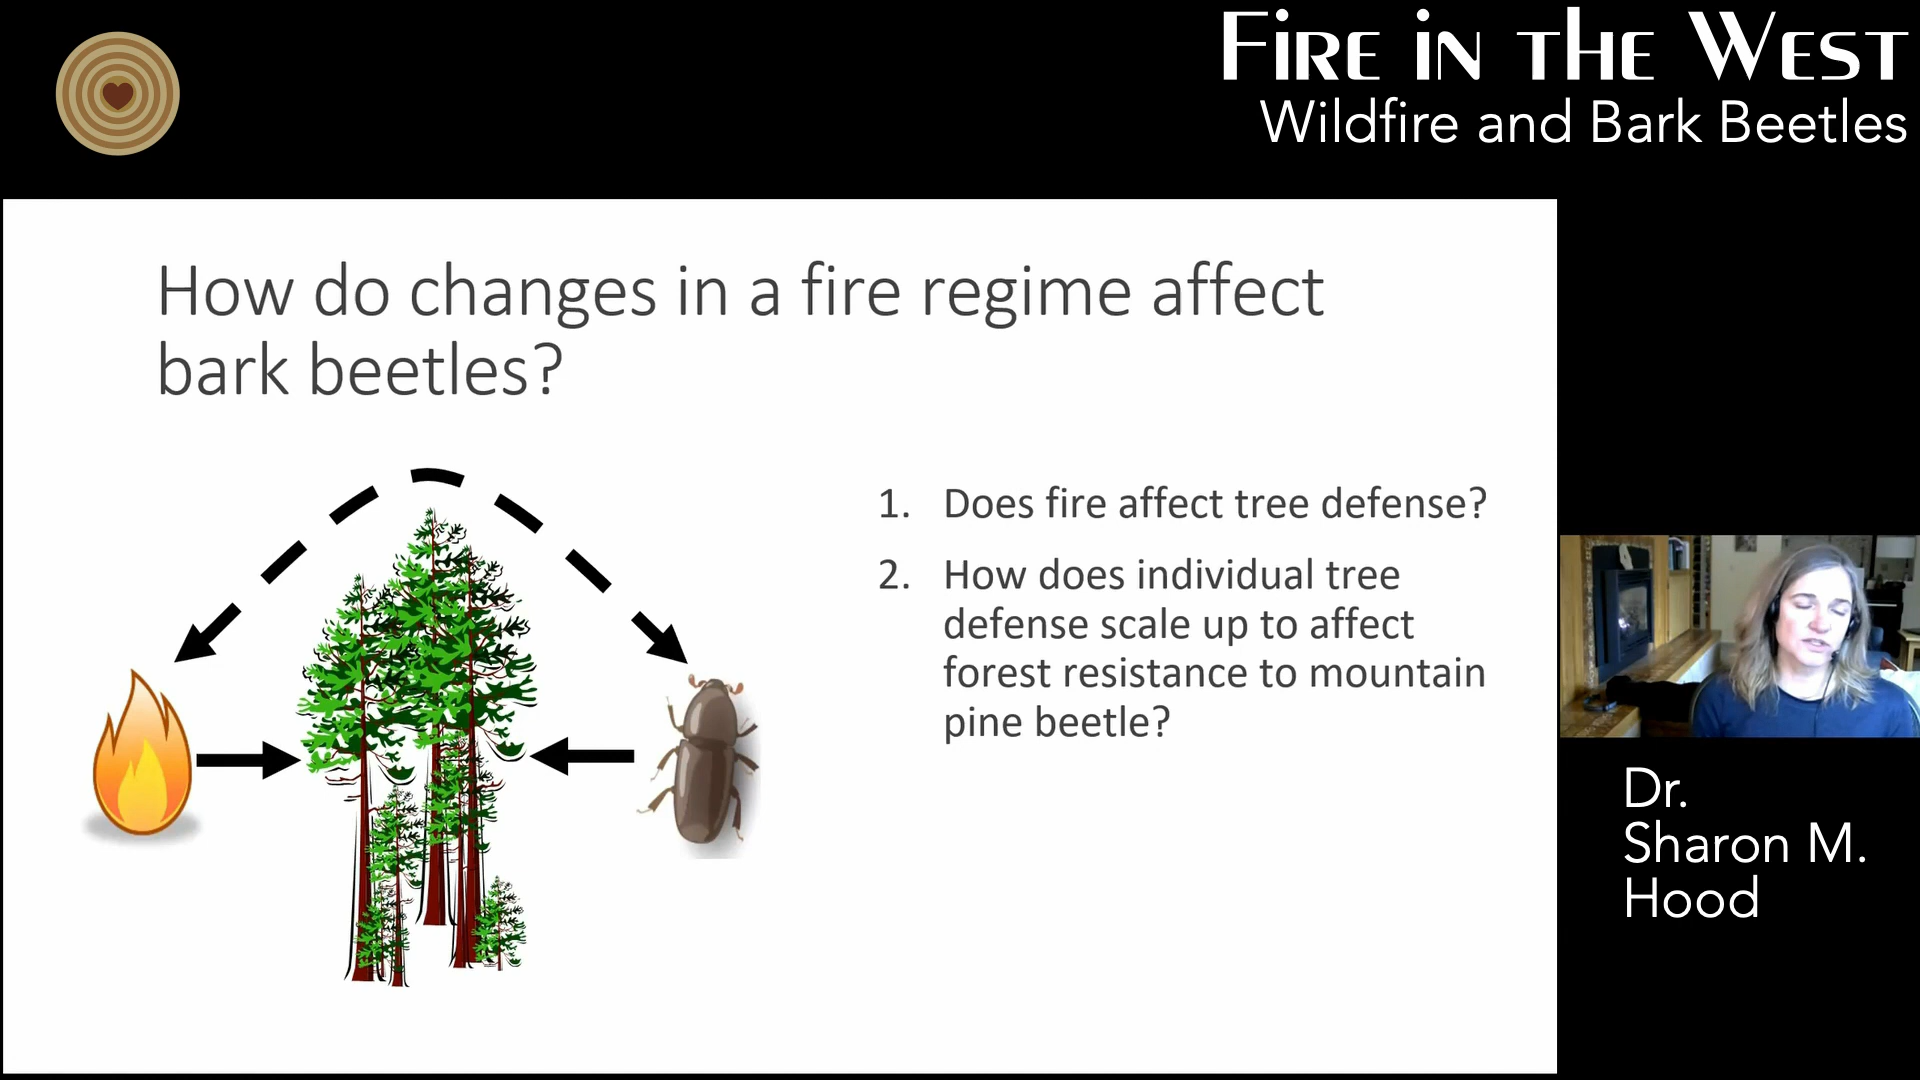 FIRE IN THE WEST
Wildfire and Bark Beetles
How do changes in a fire regime affect
bark beetles?
1. Does fire affect tree defense?
2. How does individual tree
defense scale up to affect
forest resistance to mountain
pine beetle?
Dr.
Sharon M.
Hood